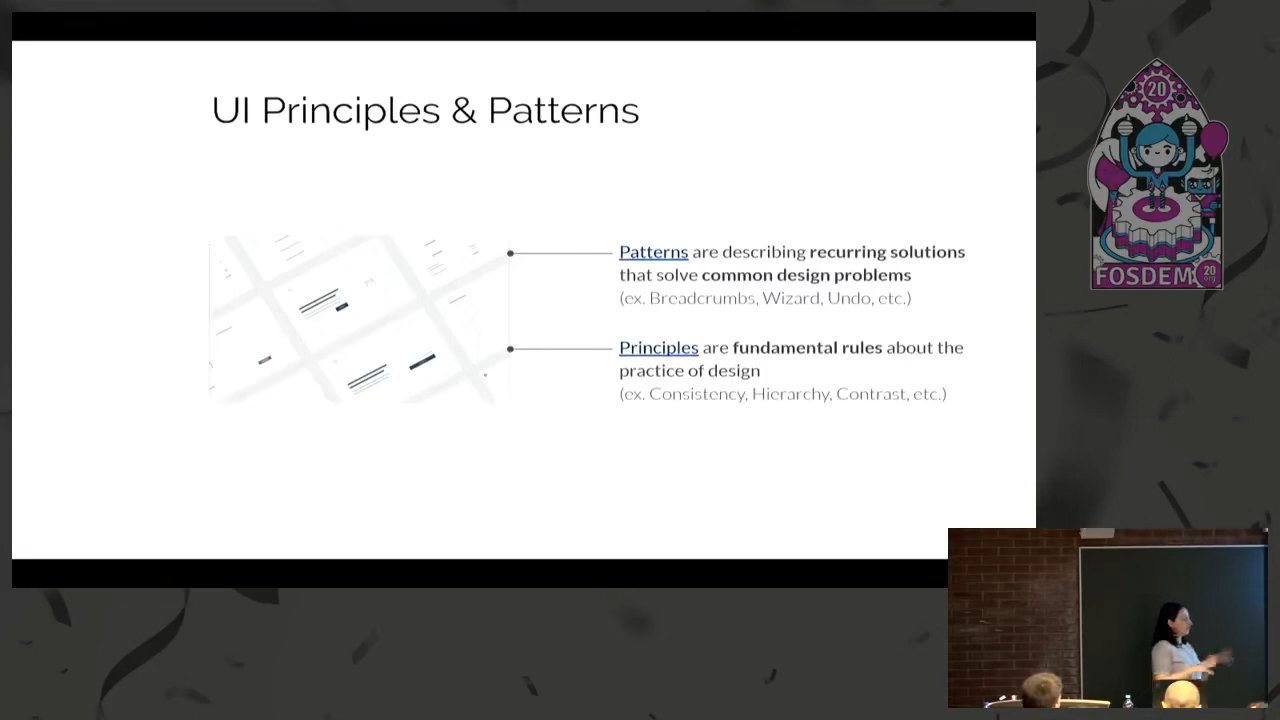 UI Principles & Patterns
Patterns are describing recurring solutions
that solve common design problems
(ex. Breadcrumbs, Wizard, Undo, etc.)
Principles are fundamental rules about the
practice of design
(ex. Consistency, Hierarchy, Contrast, etc.)
20
FOSDEM
20
.org